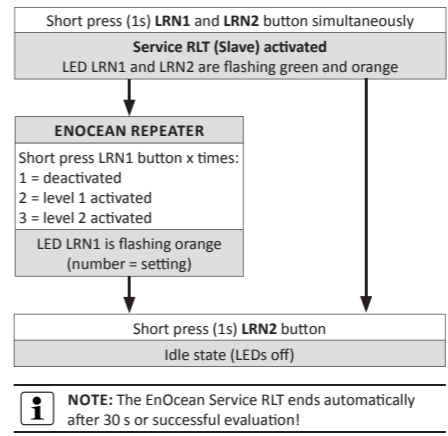 Short press (1s) LRN1 and LRN2 button simultaneously
Service RLT (Slave) activated
LED LRN1 and LRN2 are flashing green and orange
ENOCEAN REPEATER
Short press LRN1 button x times:
1 = deactivated
2 = level 1 activated
3 = level 2 activated
LED LRN1 is flashing orange
(number = setting)
Short press (1s) LRN2 button
Idle state (LEDs off)
i
NOTE: The EnOcean Service RLT ends automatically
after 30 s or successful evaluation!